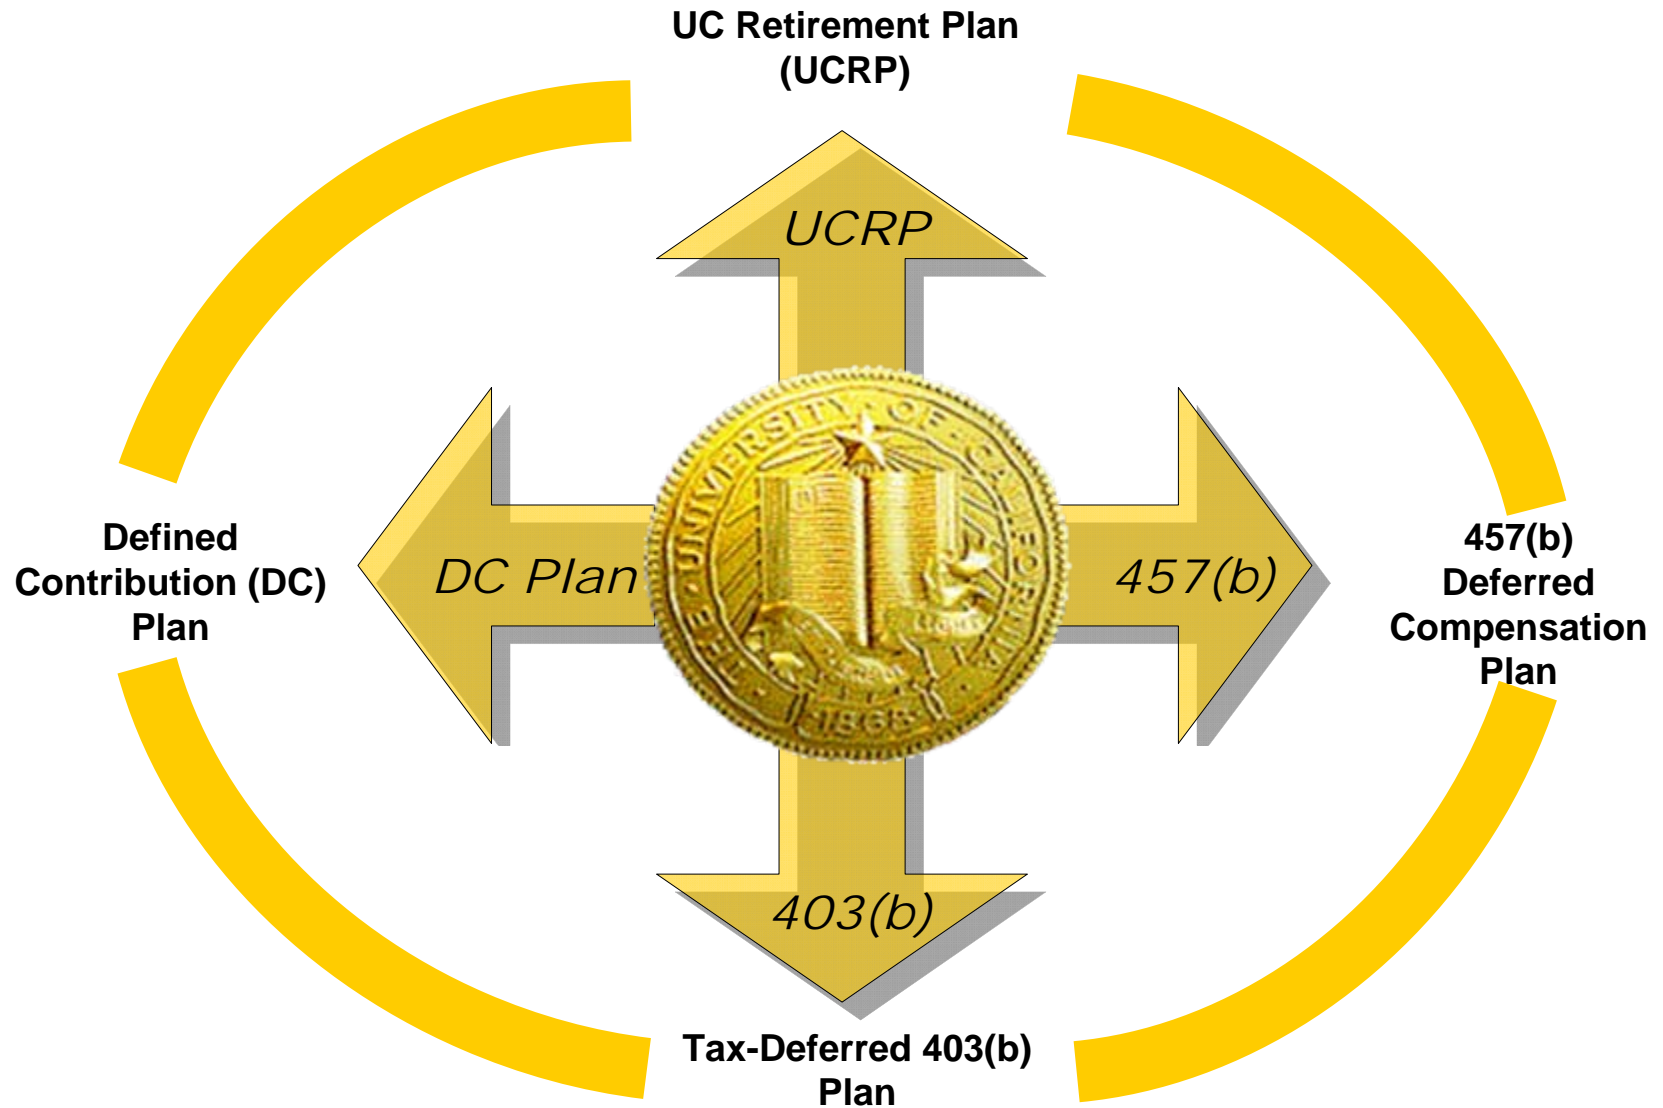 UC Retirement Plan
(UCRP)
UCRP
Defined
Contribution (DC)
Plan
DC Plan
THE · UNIVERSITY · OF · CALIFORNIA ·
LIGHT
1868
457(b)
457(b)
Deferred
Compensation
Plan
403(b)
Tax-Deferred 403(b)
Plan